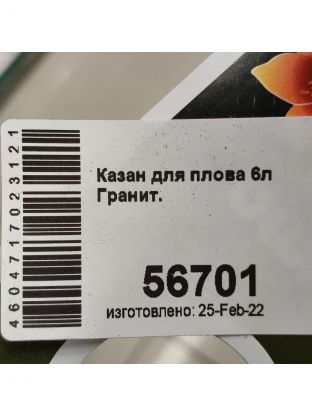 Казан для плова 6л
Гранит.
56701
изготовлено: 25-Feb-22
4604717023121